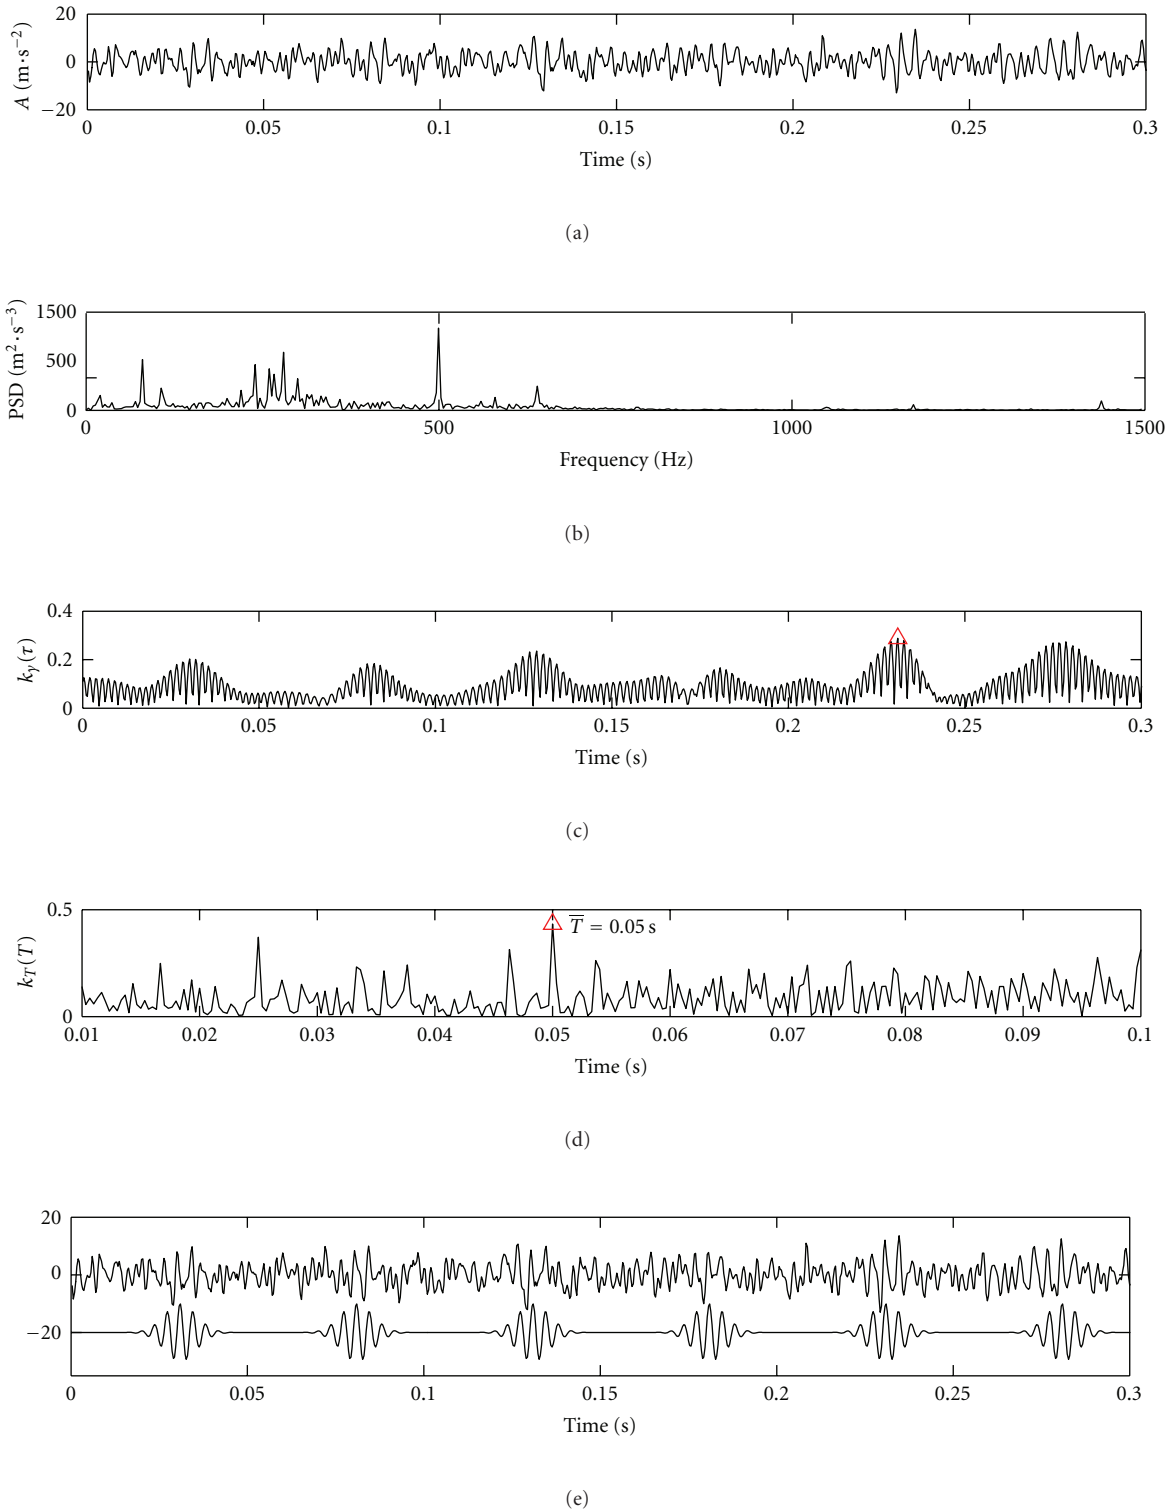 20
0
−20
A (m·s⁻²)
0 0.05 0.1 0.15 0.2 0.25 0.3
Time (s)
(a)
1500
500
0
PSD (m²·s⁻³)
0 500 1000 1500
Frequency (Hz)
(b)
0.4
0.2
0
kγ(τ)
0 0.05 0.1 0.15 0.2 0.25 0.3
Time (s)
(c)
0.5
0
k_T(T)
T̅ = 0.05 s
0.01 0.02 0.03 0.04 0.05 0.06 0.07 0.08 0.09 0.1
Time (s)
(d)
20
0
−20
0 0.05 0.1 0.15 0.2 0.25 0.3
Time (s)
(e)